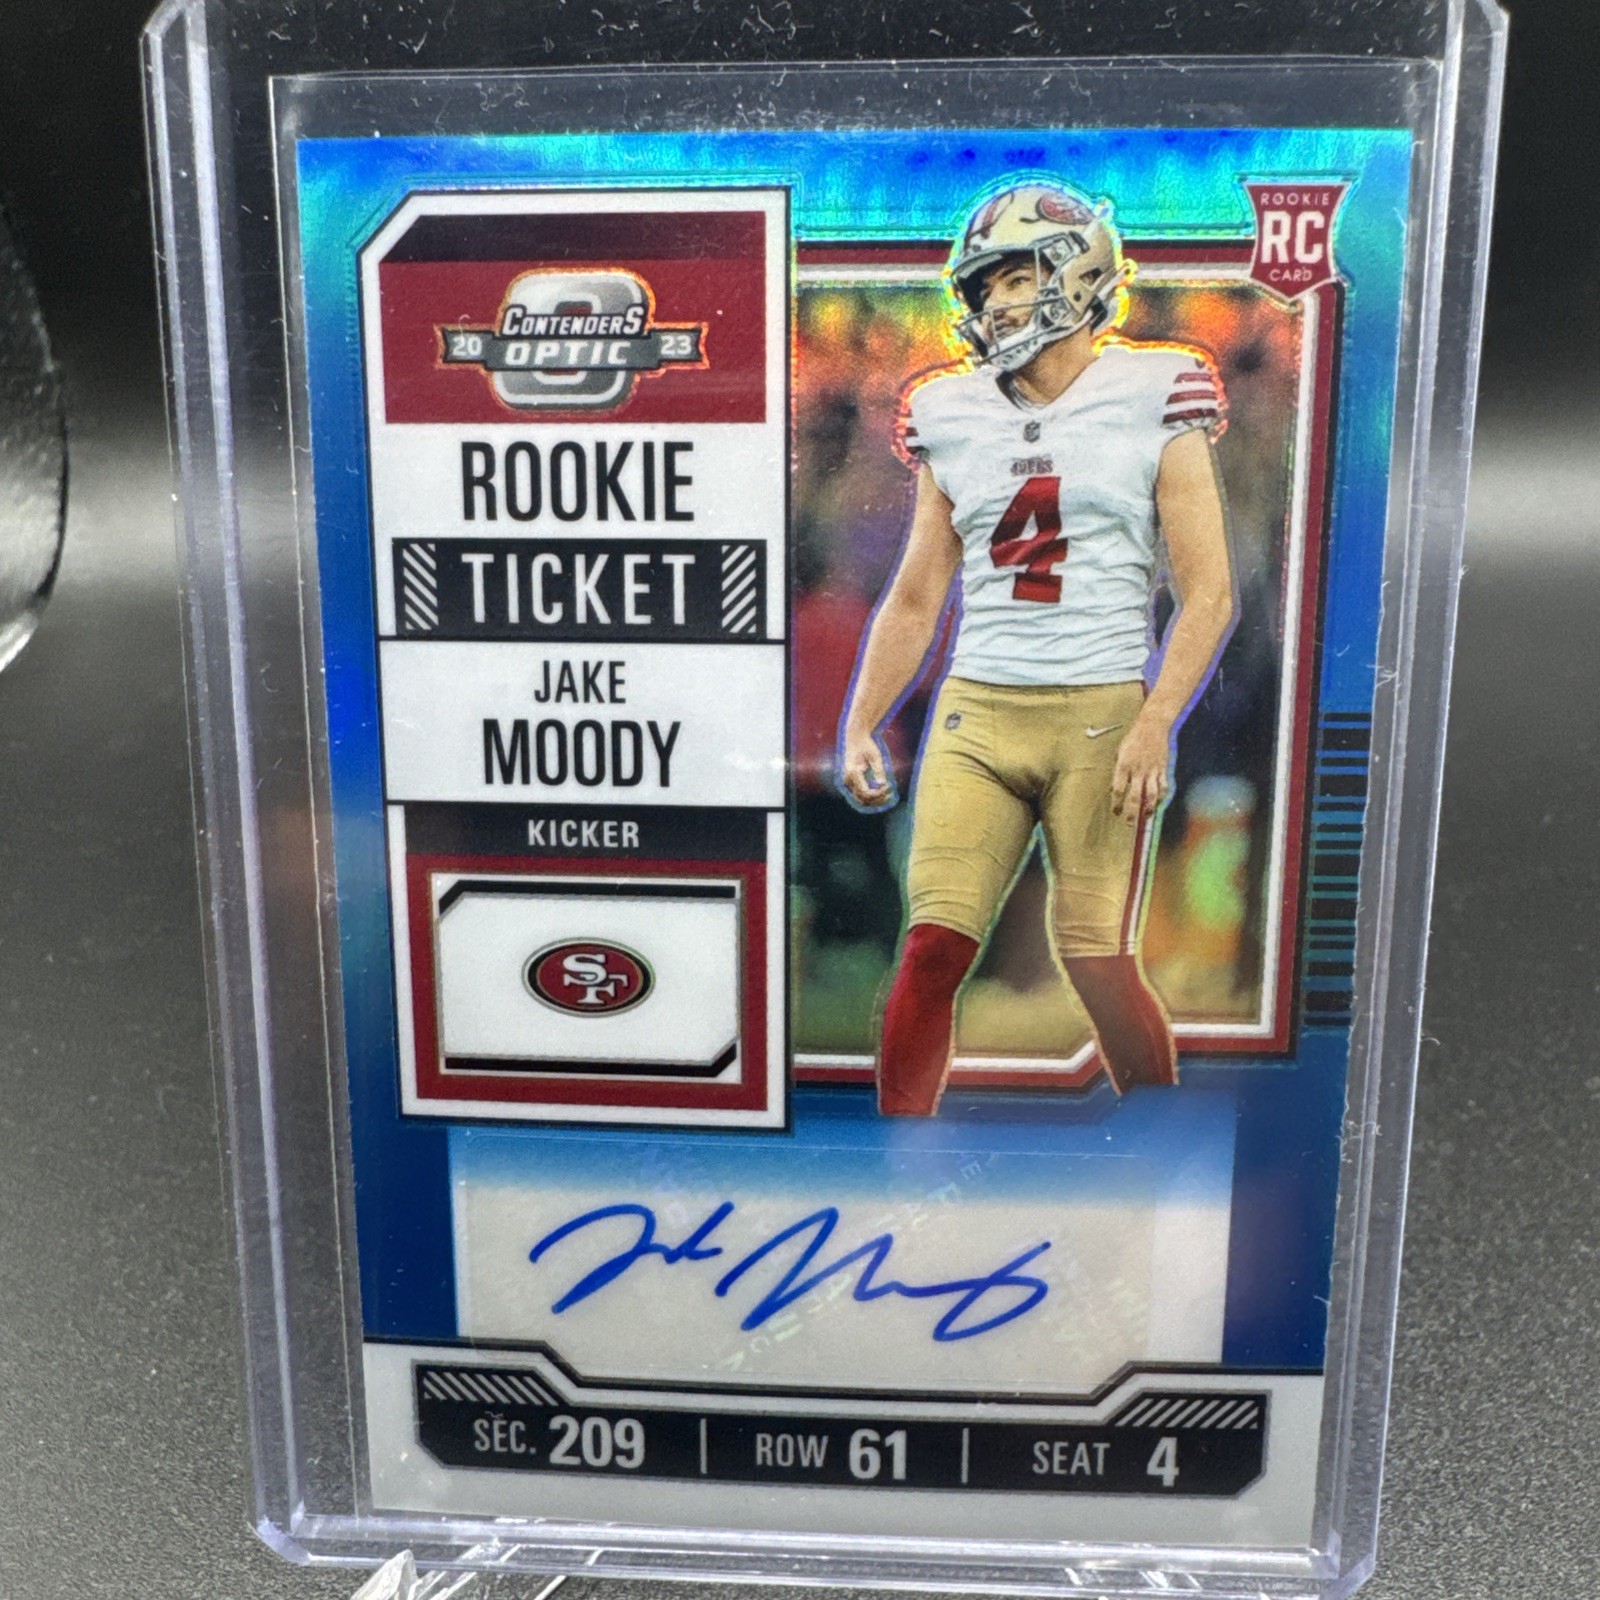 ROOKIE
RC
CARD
CONTENDERS
20 OPTIC 23
ROOKIE
TICKET
JAKE
MOODY
KICKER
SF
49ERS
4
SEC. 209 | ROW 61 | SEAT 4